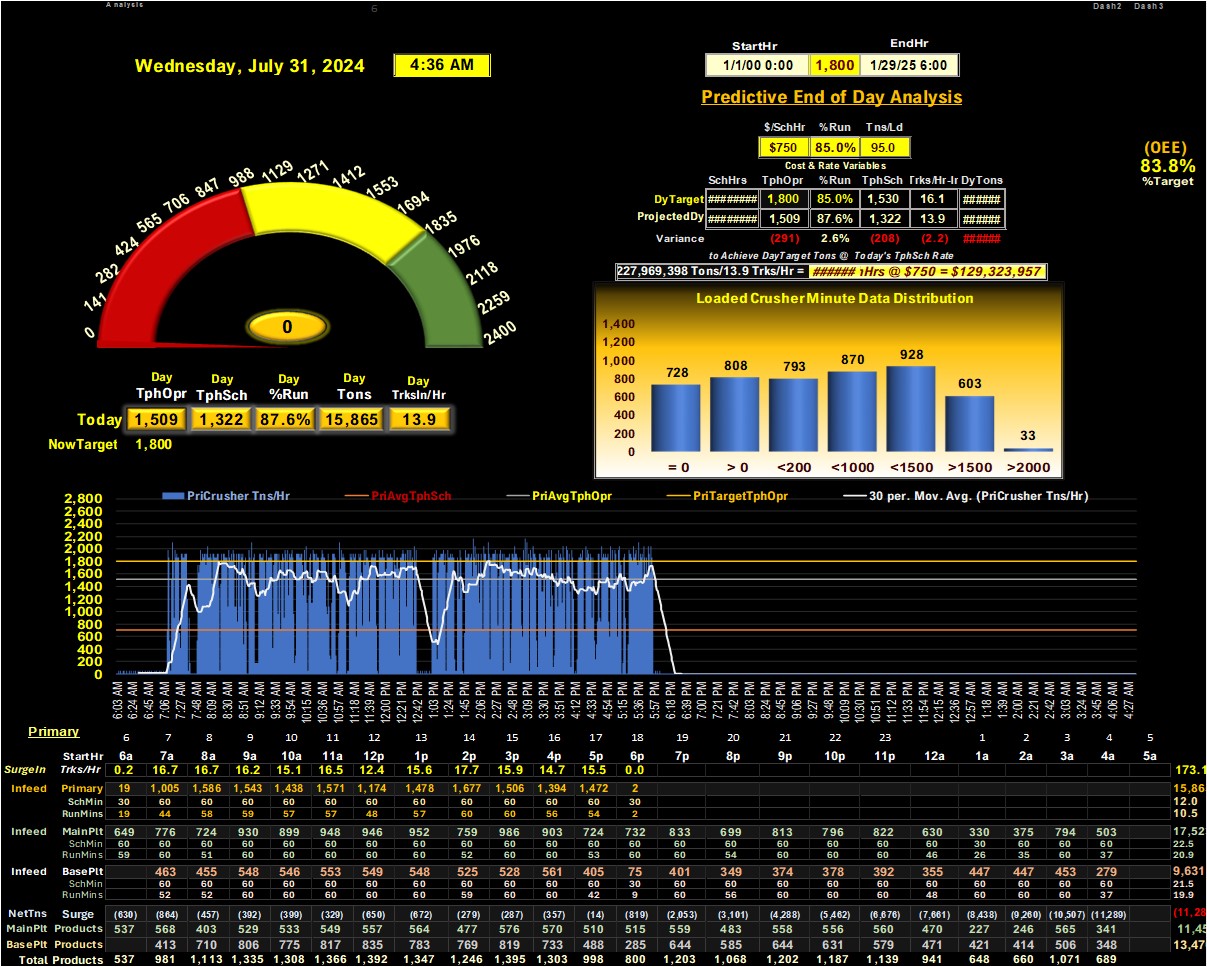 Analysis 6 Dash2 Dash3
StartHr EndHr
Wednesday, July 31, 2024 4:36 AM 1/1/00 0:00 1,800 1/29/25 6:00
Predictive End of Day Analysis
$/SchHr %Run Tns/Ld
$750 85.0% 95.0
(OEE)
83.8%
%Target
Cost & Rate Variables
SchHrs TphOpr %Run TphSch Trks/Hr-Ir DyTons
DyTarget ######## 1,800 85.0% 1,530 16.1 ######
ProjectedDy ######## 1,509 87.6% 1,322 13.9 ######
Variance (291) 2.6% (208) (2.2) ######
to Achieve DayTarget Tons @ Today's TphSch Rate
227,969,398 Tons/13.9 Trks/Hr = ###### ıHrs @ $750 = $129,323,957
0 141 282 424 565 706 847 988 1129 1271 1412 1553 1694 1835 1976 2118 2259 2400
0
Loaded Crusher Minute Data Distribution
1,400
1,200
1,000
800
600
400
200
0
728 808 793 870 928 603 33
= 0 > 0 <200 <1000 <1500 >1500 >2000
Day Day Day Day Day
TphOpr TphSch %Run Tons TrksIn/Hr
Today 1,509 1,322 87.6% 15,865 13.9
NowTarget 1,800
PriCrusher Tns/Hr PriAvgTphSch PriAvgTphOpr PriTargetTphOpr 30 per. Mov. Avg. (PriCrusher Tns/Hr)
2,800
2,600
2,400
2,200
2,000
1,800
1,600
1,400
1,200
1,000
800
600
400
200
0
6:03 AM 6:24 AM 6:45 AM 7:06 AM 7:27 AM 7:48 AM 8:09 AM 8:30 AM 8:51 AM 9:12 AM 9:33 AM 9:54 AM 10:15 AM 10:36 AM 10:57 AM 11:18 AM 11:39 AM 12:00 PM 12:21 PM 12:42 PM 1:03 PM 1:24 PM 1:45 PM 2:06 PM 2:27 PM 2:48 PM 3:09 PM 3:30 PM 3:51 PM 4:12 PM 4:33 PM 4:54 PM 5:15 PM 5:36 PM 5:57 PM 6:18 PM 6:39 PM 7:00 PM 7:21 PM 7:42 PM 8:03 PM 8:24 PM 8:45 PM 9:06 PM 9:27 PM 9:48 PM 10:09 PM 10:30 PM 10:51 PM 11:12 PM 11:33 PM 11:54 PM 12:15 AM 12:36 AM 12:57 AM 1:18 AM 1:39 AM 2:00 AM 2:21 AM 2:42 AM 3:03 AM 3:24 AM 3:45 AM 4:06 AM 4:27 AM
Primary 6 7 8 9 10 11 12 13 14 15 16 17 18 19 20 21 22 23 1 2 3 4 5
StartHr 6a 7a 8a 9a 10a 11a 12p 1p 2p 3p 4p 5p 6p 7p 8p 9p 10p 11p 12a 1a 2a 3a 4a 5a
SurgeIn Trks/Hr 0.2 16.7 16.7 16.2 15.1 16.5 12.4 15.6 17.7 15.9 14.7 15.5 0.0 173.1
Infeed Primary 19 1,005 1,586 1,543 1,438 1,571 1,174 1,478 1,677 1,506 1,394 1,472 2 15,86
SchMin 30 60 60 60 60 60 60 60 60 60 60 60 30 12.0
RunMins 19 44 58 59 57 57 48 57 60 60 56 54 2 10.5
Infeed MainPlt 649 776 724 930 899 948 946 952 759 986 903 724 732 833 699 813 796 822 630 330 375 794 503 17,52
SchMin 60 60 60 60 60 60 60 60 60 60 60 60 60 60 60 60 60 60 60 30 60 60 60 22.5
RunMins 59 60 51 60 60 60 60 60 52 60 60 53 60 60 54 60 60 60 46 26 35 60 37 20.9
Infeed BasePlt 463 455 548 546 553 549 548 525 528 561 405 75 401 349 374 378 392 355 447 447 453 279 9,631
SchMin 60 60 60 60 60 60 60 60 60 60 60 30 60 60 60 60 60 60 60 60 60 60 21.5
RunMins 52 52 60 60 60 60 60 59 60 60 42 9 60 56 60 60 60 48 60 60 60 37 19.9
NetTns Surge (630) (864) (457) (392) (399) (329) (650) (672) (279) (287) (357) (14) (819) (2,053) (3,101) (4,288) (5,462) (6,676) (7,661) (8,438) (9,260) (10,507) (11,289) (11,28
MainPlt Products 537 568 403 529 533 549 557 564 477 576 570 510 515 559 483 558 556 560 470 227 246 565 341 11,45
BasePlt Products 413 710 806 775 817 835 783 769 819 733 488 285 644 585 644 631 579 471 421 414 506 348 13,47
Total Products 537 981 1,113 1,335 1,308 1,366 1,392 1,347 1,246 1,395 1,303 998 800 1,203 1,068 1,202 1,187 1,139 941 648 660 1,071 689